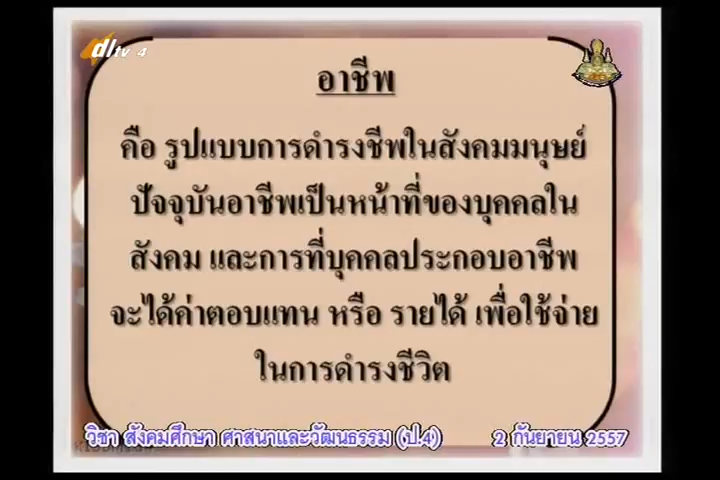 dltv 4
อาชีพ
คือ รูปแบบการดำรงชีพในสังคมมนุษย์
ปัจจุบันอาชีพเป็นหน้าที่ของบุคคลใน
สังคม และการที่บุคคลประกอบอาชีพ
จะได้ค่าตอบแทน หรือ รายได้ เพื่อใช้จ่าย
ในการดำรงชีวิต
วิชา สังคมศึกษา ศาสนาและวัฒนธรรม (ป.4) 2 กันยายน 2557